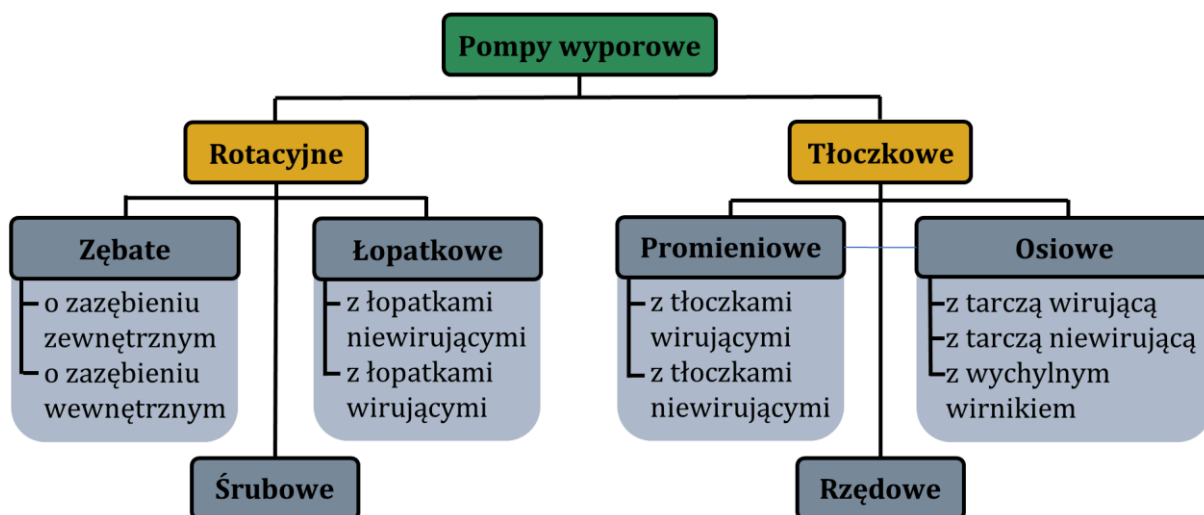 Pompy wyporowe
Rotacyjne
Tłoczkowe
Zębate
o zazębieniu
zewnętrznym
o zazębieniu
wewnętrznym
Łopatkowe
z łopatkami
niewirującymi
z łopatkami
wirującymi
Promieniowe
z tłoczkami
wirującymi
z tłoczkami
niewirującymi
Osiowe
z tarczą wirującą
z tarczą niewirującą
z wychylnym
wirnikiem
Śrubowe
Rzędowe